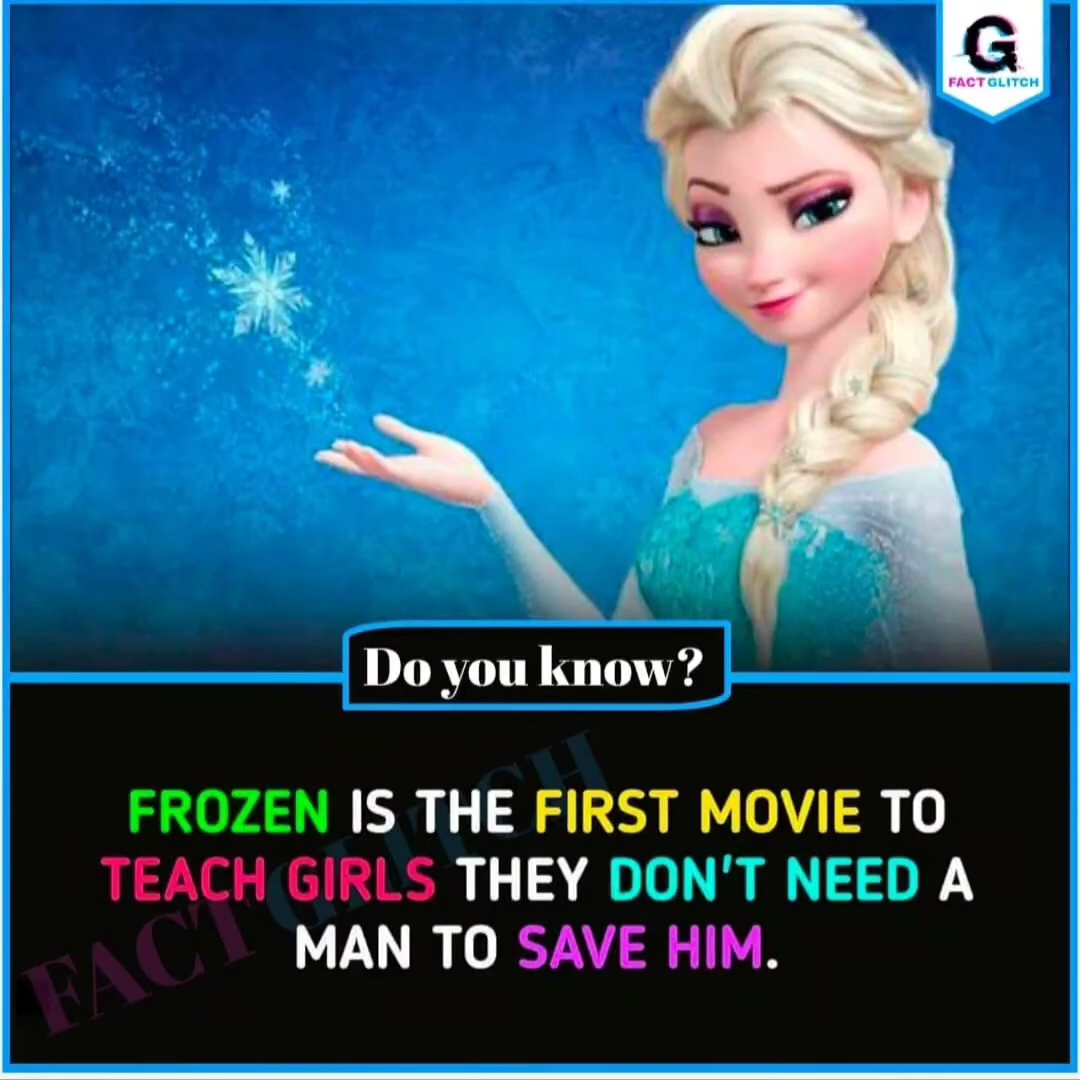 G
FACT GLITCH
Do you know?
FROZEN IS THE FIRST MOVIE TO
TEACH GIRLS THEY DON'T NEED A
MAN TO SAVE HIM.
FACT GLITCH